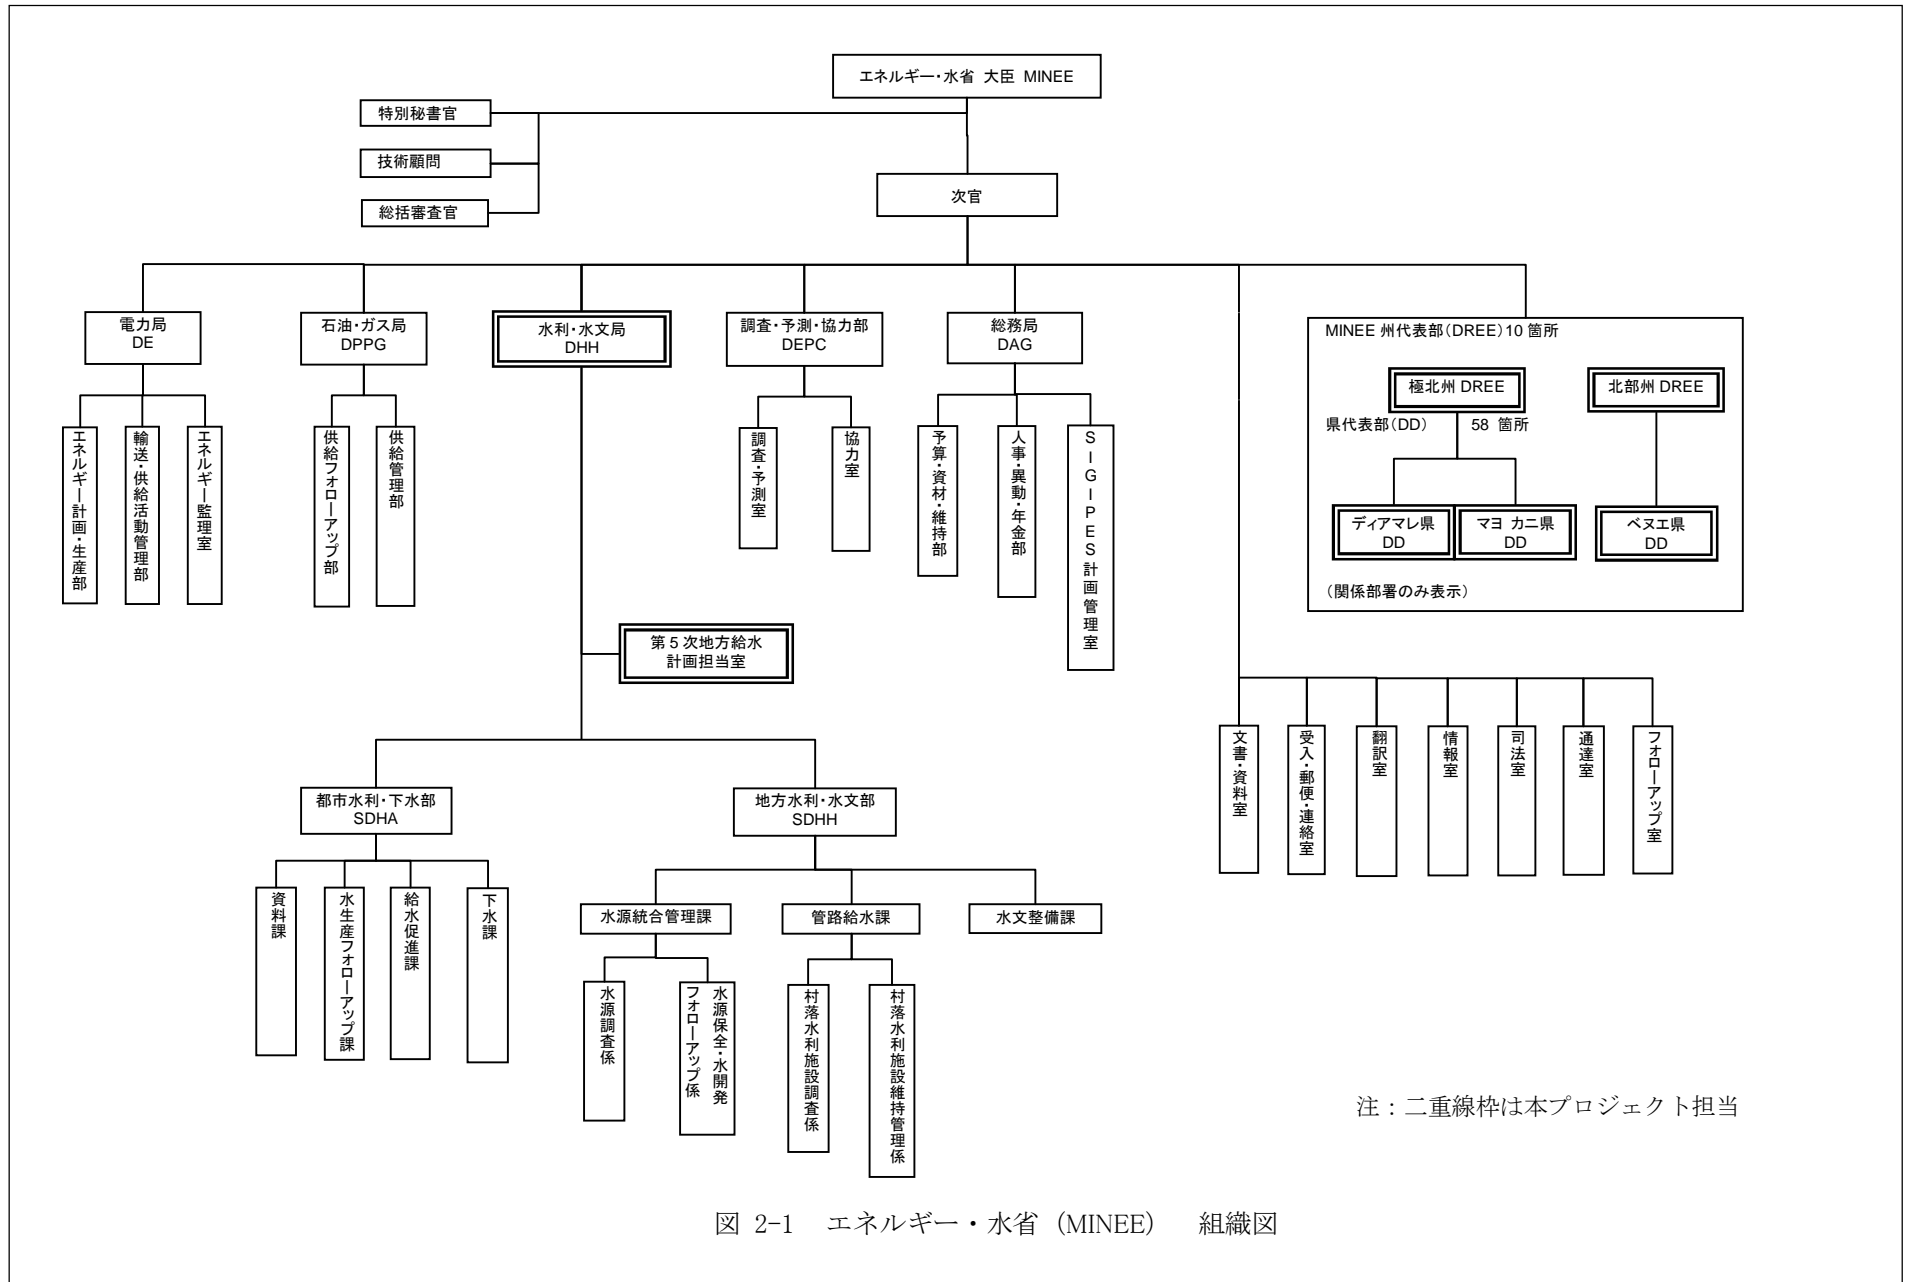 エネルギー・水省 大臣 MINEE
特別秘書官
技術顧問
総括審査官
次官
電力局
DE
石油・ガス局
DPPG
水利・水文局
DHH
調査・予測・協力部
DEPC
総務局
DAG
MINEE 州代表部(DREE)10 箇所
極北州 DREE
北部州 DREE
県代表部(DD) 58 箇所
ディアマレ県
DD
マヨ カニ県
DD
ベヌエ県
DD
(関係部署のみ表示)
エネルギー計画・生産部
輸送・供給活動管理部
エネルギー監理室
供給フォローアップ部
供給管理部
調査・予測室
協力室
予算・資材・維持部
人事・異動・年金部
SIGIPES計画管理室
第5次地方給水
計画担当室
文書・資料室
受入・郵便・連絡室
翻訳室
情報室
司法室
通達室
フォローアップ室
都市水利・下水部
SDHA
地方水利・水文部
SDHH
資料課
水生産フォローアップ課
給水促進課
下水課
水源統合管理課
管路給水課
水文整備課
水源調査係
水源保全・水開発
フォローアップ係
村落水利施設調査係
村落水利施設維持管理係
注：二重線枠は本プロジェクト担当
図 2-1 エネルギー・水省（MINEE） 組織図